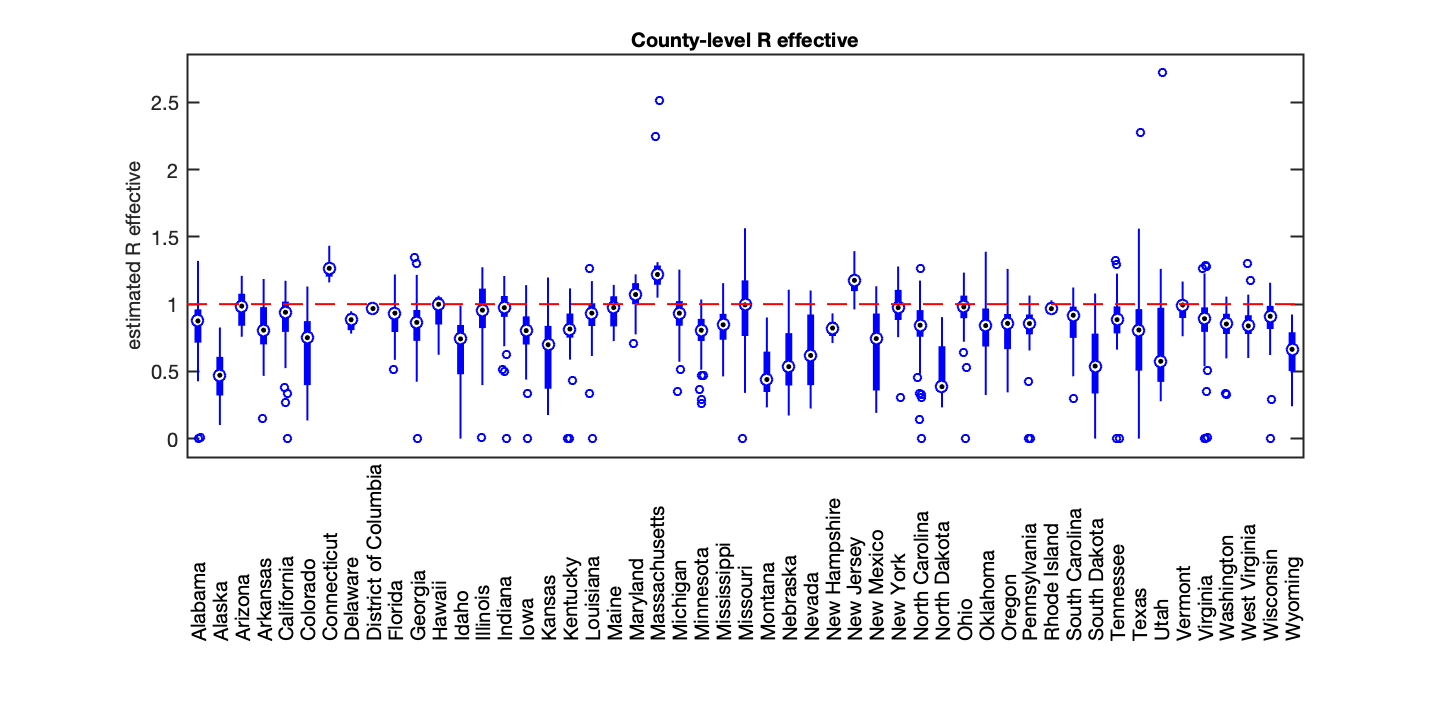 County-level R effective
estimated R effective
2.5
2
1.5
1
0.5
0
Alabama
Alaska
Arizona
Arkansas
California
Colorado
Connecticut
Delaware
District of Columbia
Florida
Georgia
Hawaii
Idaho
Illinois
Indiana
Iowa
Kansas
Kentucky
Louisiana
Maine
Maryland
Massachusetts
Michigan
Minnesota
Mississippi
Missouri
Montana
Nebraska
Nevada
New Hampshire
New Jersey
New Mexico
New York
North Carolina
North Dakota
Ohio
Oklahoma
Oregon
Pennsylvania
Rhode Island
South Carolina
South Dakota
Tennessee
Texas
Utah
Vermont
Virginia
Washington
West Virginia
Wisconsin
Wyoming